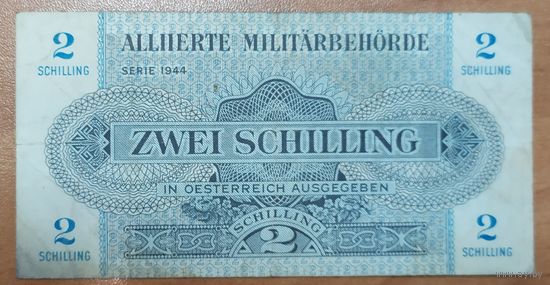 2
SCHILLING
ALLIIERTE MILITÄRBEHÖRDE
SERIE 1944
2
SCHILLING
ZWEI SCHILLING
IN OESTERREICH AUSGEGEBEN
2
SCHILLING
SCHILLING
2
2
SCHILLING